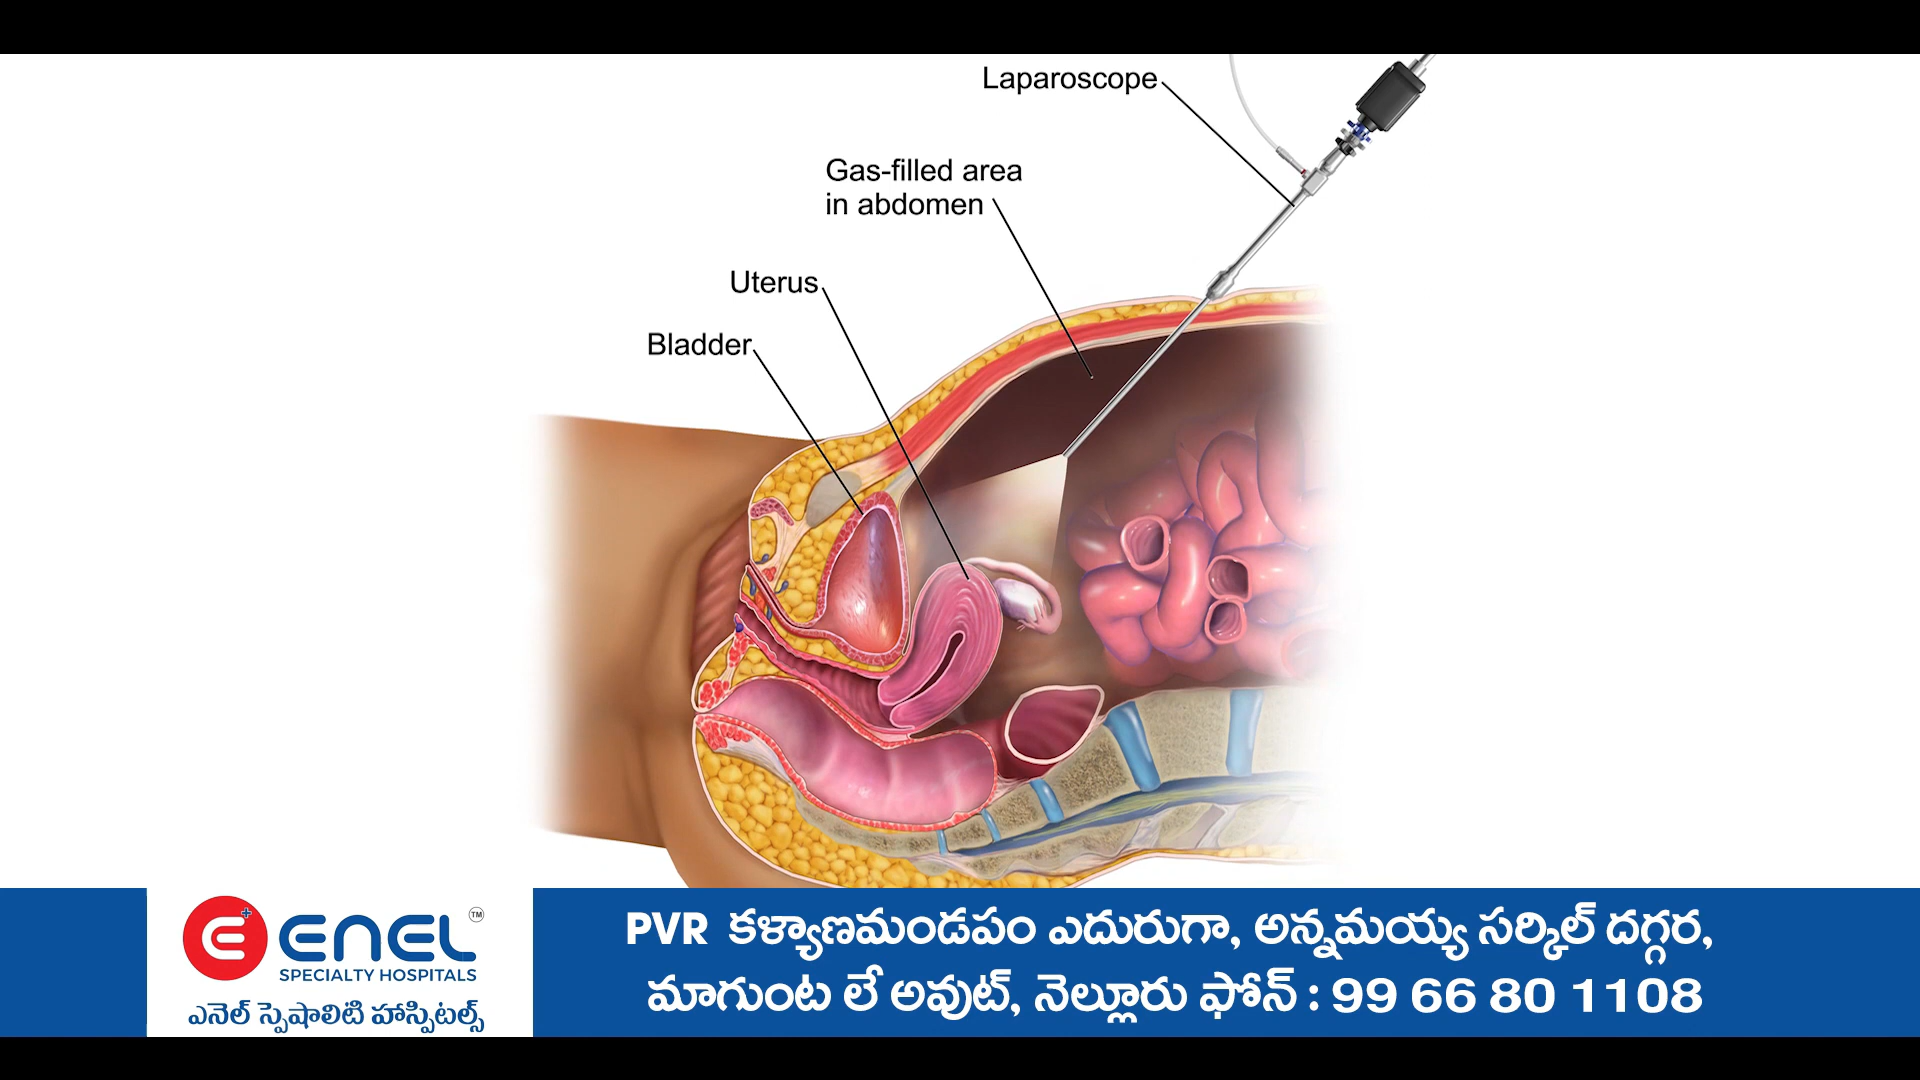 Laparoscope
Gas-filled area
in abdomen
Uterus
Bladder
ENEL™
SPECIALTY HOSPITALS
ఎనెల్ స్పెషాలిటి హాస్పిటల్స్
PVR కళ్యాణమండపం ఎదురుగా, అన్నమయ్య సర్కిల్ దగ్గర,
మాగుంట లే అవుట్, నెల్లూరు ఫోన్ : 99 66 80 1108